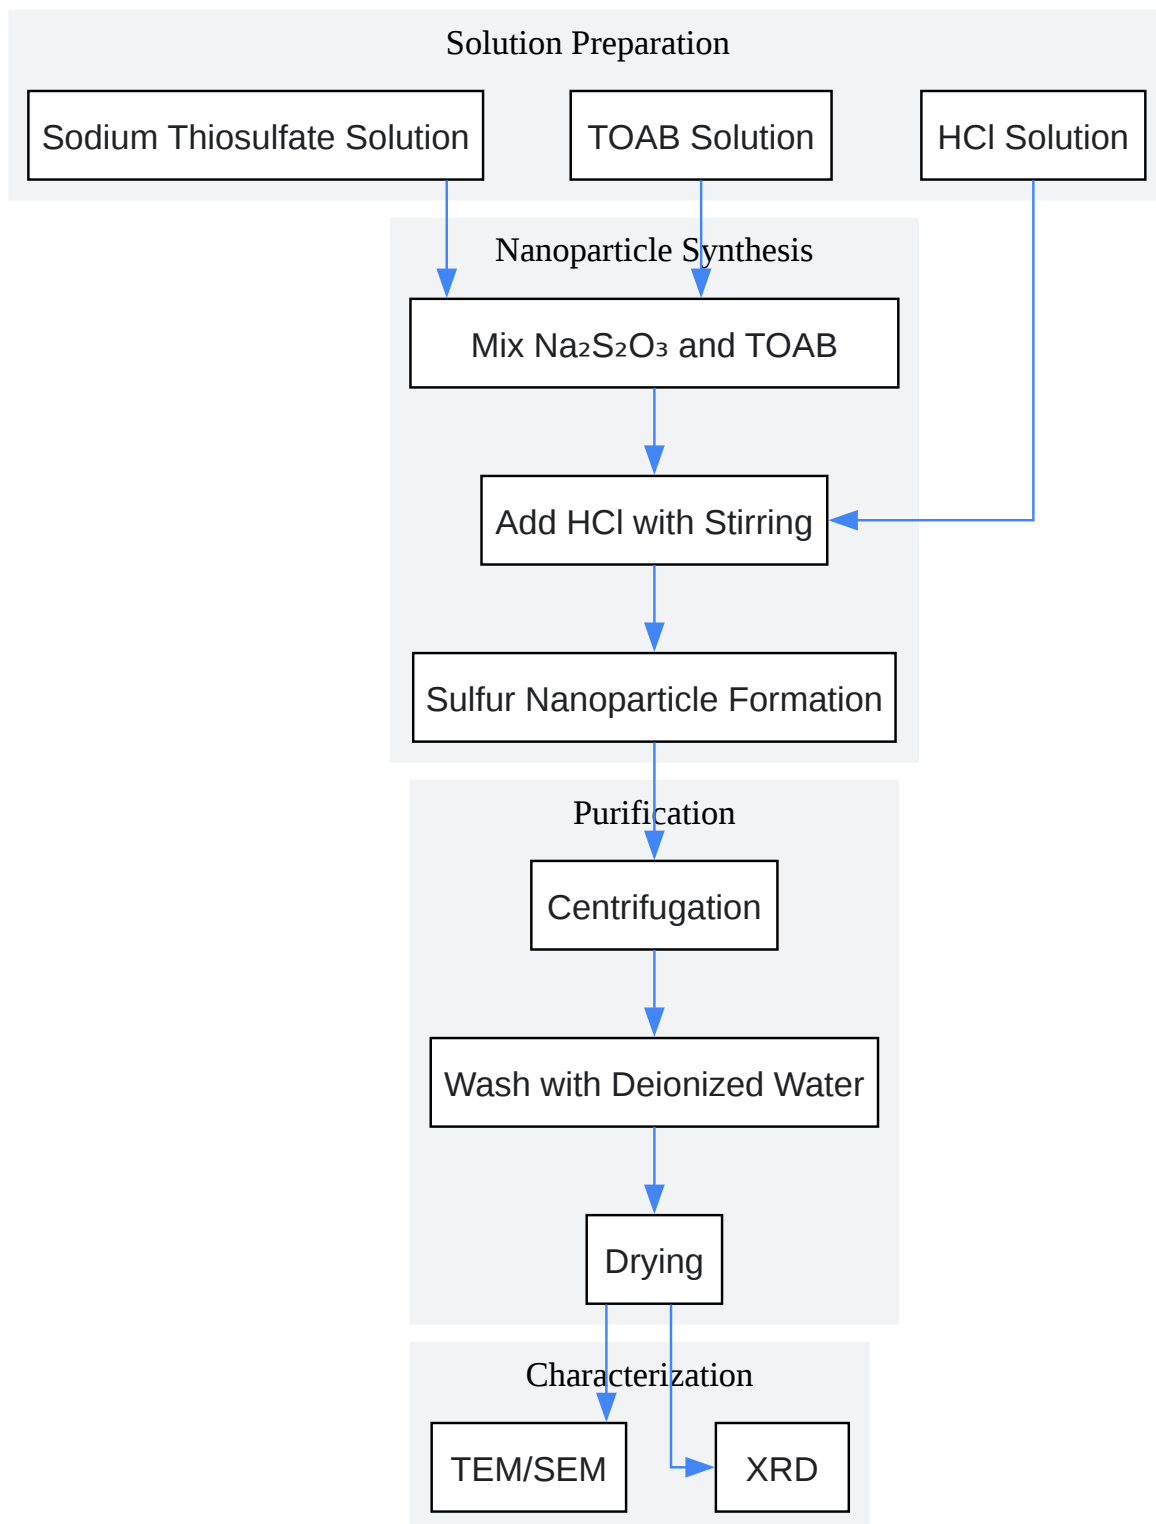 Solution Preparation
Sodium Thiosulfate Solution
TOAB Solution
HCl Solution
Nanoparticle Synthesis
Mix Na₂S₂O₃ and TOAB
Add HCl with Stirring
Sulfur Nanoparticle Formation
Purification
Centrifugation
Wash with Deionized Water
Drying
Characterization
TEM/SEM
XRD